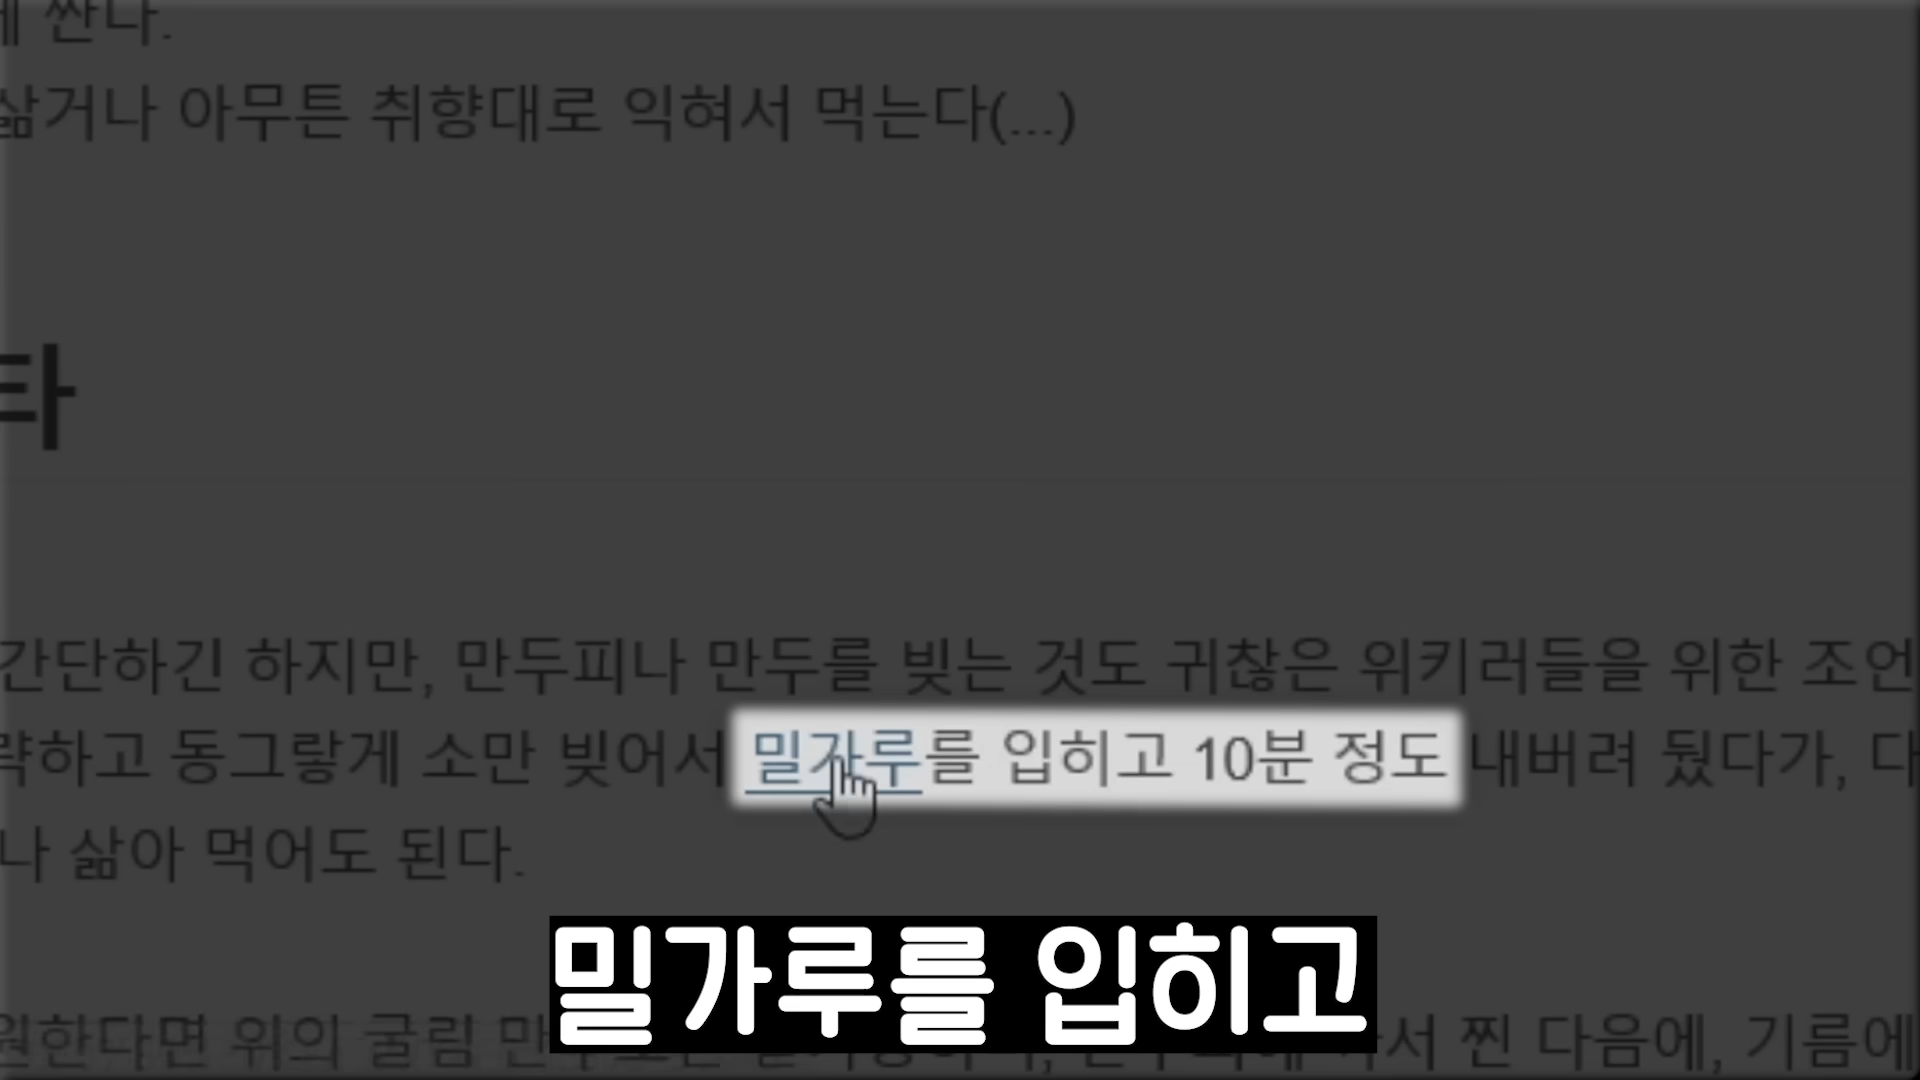 싼다.
삶거나 아무튼 취향대로 익혀서 먹는다(...)
타
간단하긴 하지만, 만두피나 만두를 빚는 것도 귀찮은 위키러들을 위한 조언
략하고 동그랗게 소만 빚어서 밀가루를 입히고 10분 정도 내버려 뒀다가, 다
나 삶아 먹어도 된다.
원한다면 위의 굴림 만 서 찐 다음에, 기름에
밀가루를 입히고